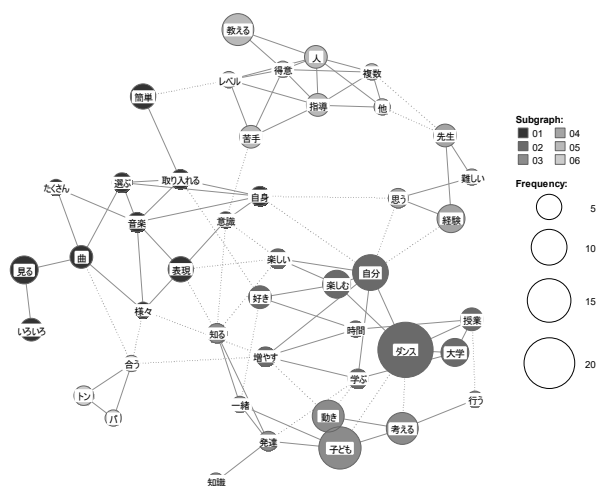 教える
人
得意
複数
レベル
簡単
指導
他
苦手
先生
難しい
たくさん
選ぶ
取り入れる
自身
思う
経験
音楽
意識
曲
見る
表現
楽しい
自分
楽しむ
いろいろ
様々
好き
知る
時間
授業
ダンス
大学
合う
増やす
学ぶ
トン
パ
一緒
動き
行う
考える
発達
子ども
知識
Subgraph:
01 04
02 05
03 06
Frequency:
5
10
15
20